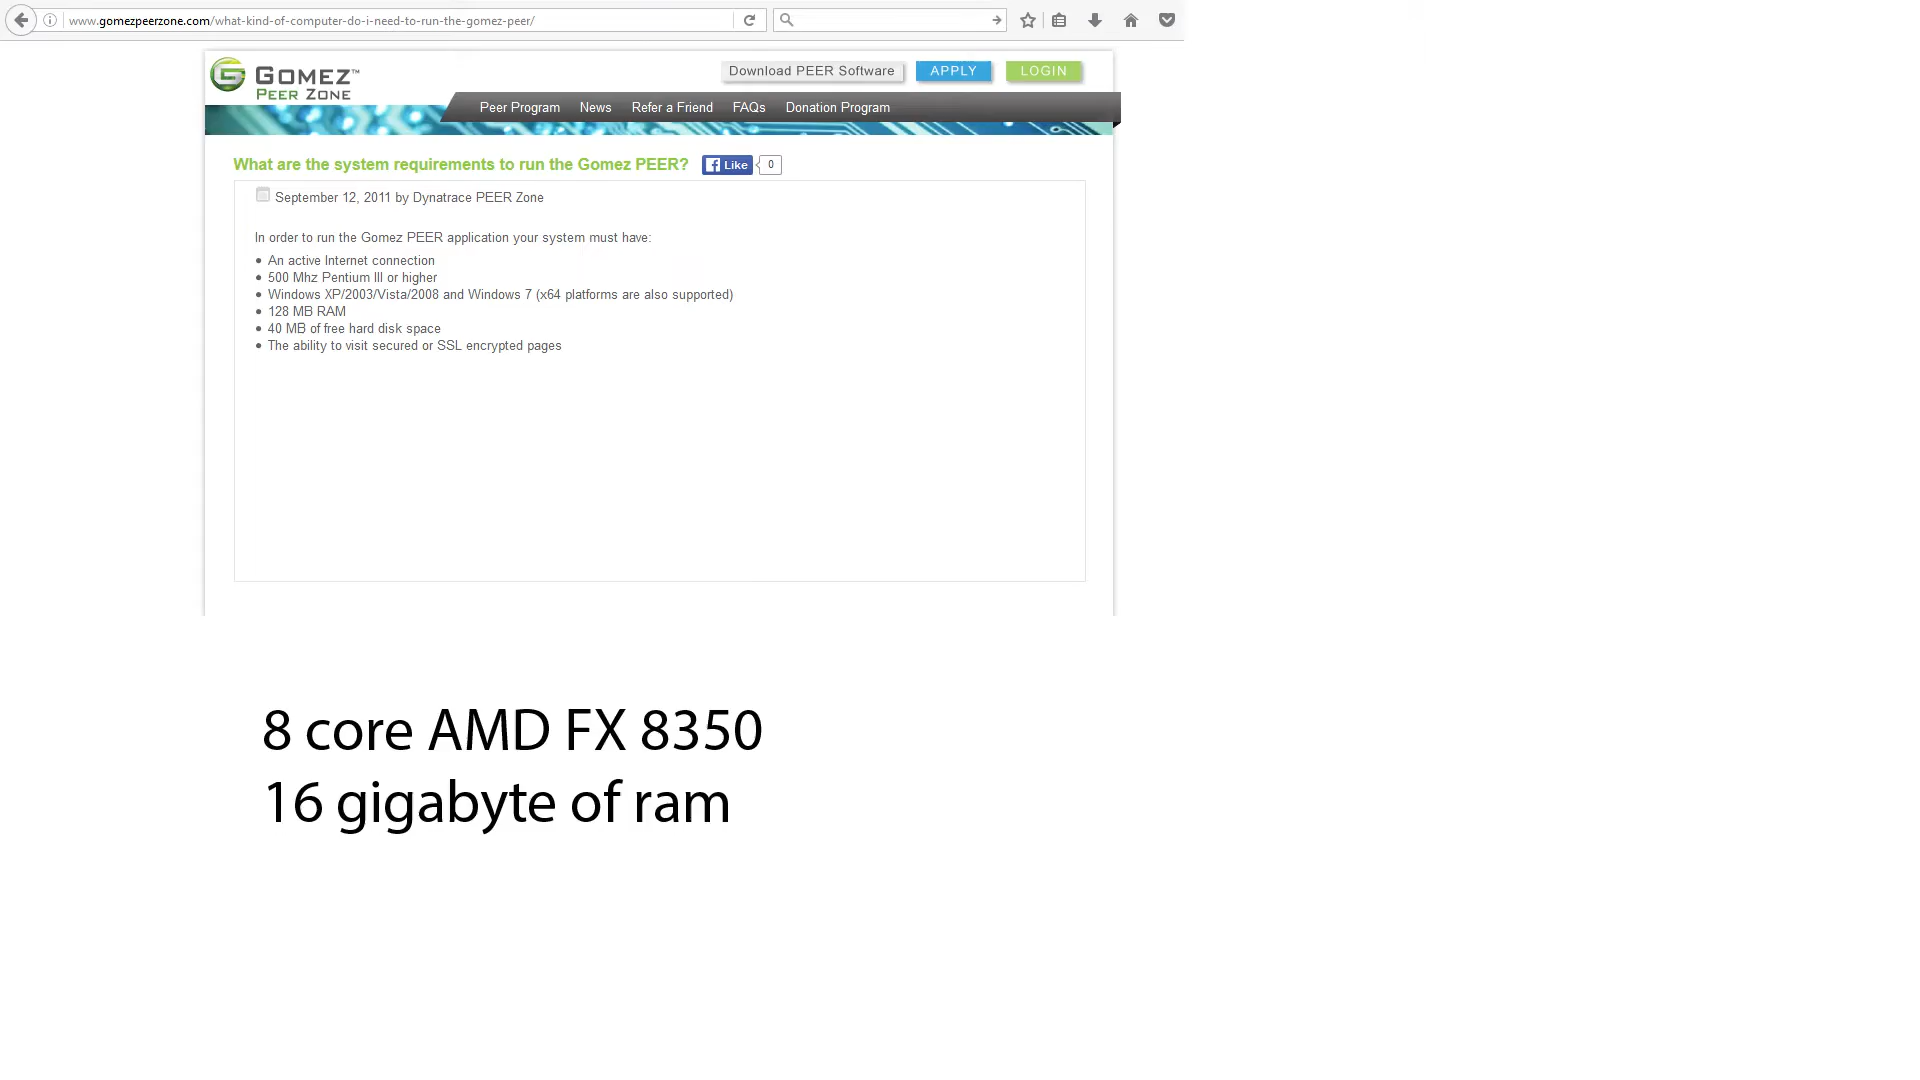 www.gomezpeerzone.com/what-kind-of-computer-do-i-need-to-run-the-gomez-peer/
GOMEZ™
PEER ZONE
Download PEER Software
APPLY
LOGIN
Peer Program News Refer a Friend FAQs Donation Program
What are the system requirements to run the Gomez PEER? Like 0
September 12, 2011 by Dynatrace PEER Zone
In order to run the Gomez PEER application your system must have:
• An active Internet connection
• 500 Mhz Pentium III or higher
• Windows XP/2003/Vista/2008 and Windows 7 (x64 platforms are also supported)
• 128 MB RAM
• 40 MB of free hard disk space
• The ability to visit secured or SSL encrypted pages
8 core AMD FX 8350
16 gigabyte of ram